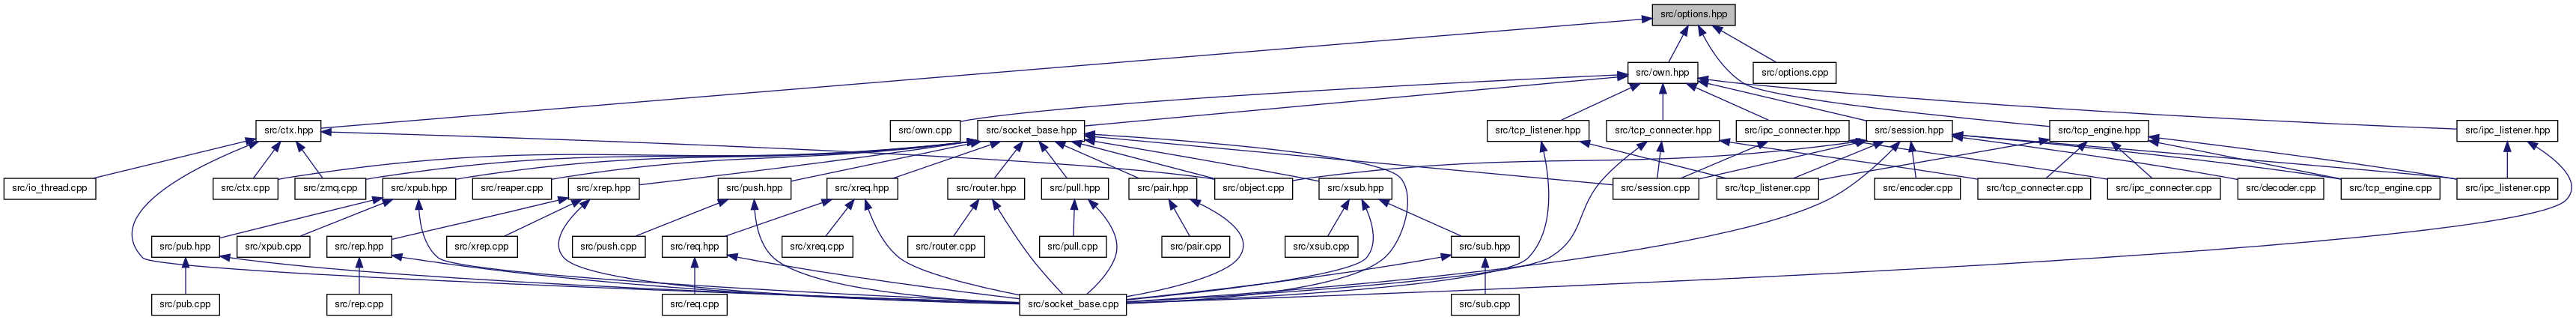 src/options.hpp
src/own.hpp
src/options.cpp
src/ctx.hpp
src/own.cpp
src/socket_base.hpp
src/tcp_listener.hpp
src/tcp_connecter.hpp
src/ipc_connecter.hpp
src/session.hpp
src/tcp_engine.hpp
src/ipc_listener.hpp
src/io_thread.cpp
src/ctx.cpp
src/zmq.cpp
src/xpub.hpp
src/reaper.cpp
src/xrep.hpp
src/push.hpp
src/xreq.hpp
src/router.hpp
src/pull.hpp
src/pair.hpp
src/object.cpp
src/xsub.hpp
src/session.cpp
src/tcp_listener.cpp
src/encoder.cpp
src/tcp_connecter.cpp
src/ipc_connecter.cpp
src/decoder.cpp
src/tcp_engine.cpp
src/ipc_listener.cpp
src/pub.hpp
src/xpub.cpp
src/rep.hpp
src/xrep.cpp
src/push.cpp
src/req.hpp
src/xreq.cpp
src/router.cpp
src/pull.cpp
src/pair.cpp
src/xsub.cpp
src/sub.hpp
src/pub.cpp
src/rep.cpp
src/req.cpp
src/socket_base.cpp
src/sub.cpp